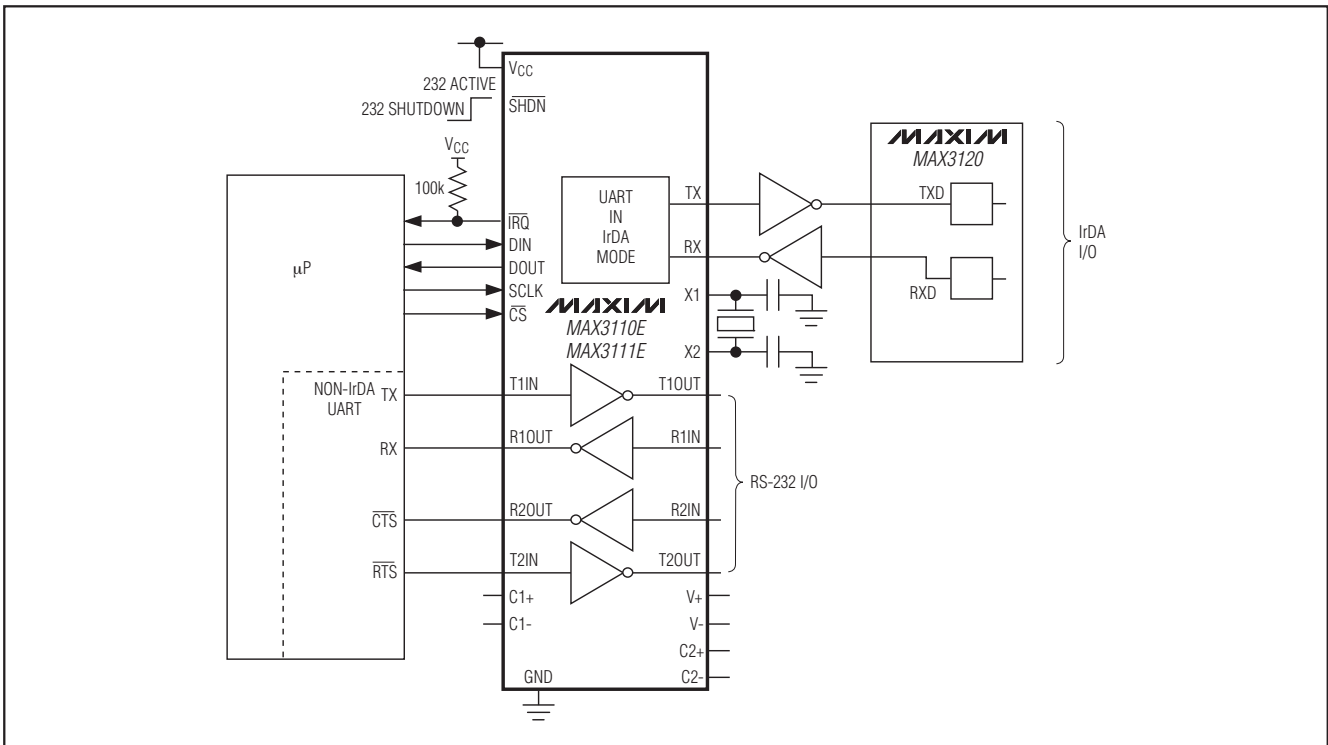 VCC
232 ACTIVE
232 SHUTDOWN
SHDN
VCC
100k
IRQ
DIN
DOUT
SCLK
CS
µP
UART
IN
IrDA
MODE
TX
RX
X1
X2
MAXIM
MAX3110E
MAX3111E
MAXIM
MAX3120
TXD
RXD
IrDA
I/O
NON-IrDA
UART
TX
RX
CTS
RTS
T1IN
T1OUT
R1OUT
R1IN
R2OUT
R2IN
T2IN
T2OUT
RS-232 I/O
C1+
C1-
V+
V-
C2+
C2-
GND